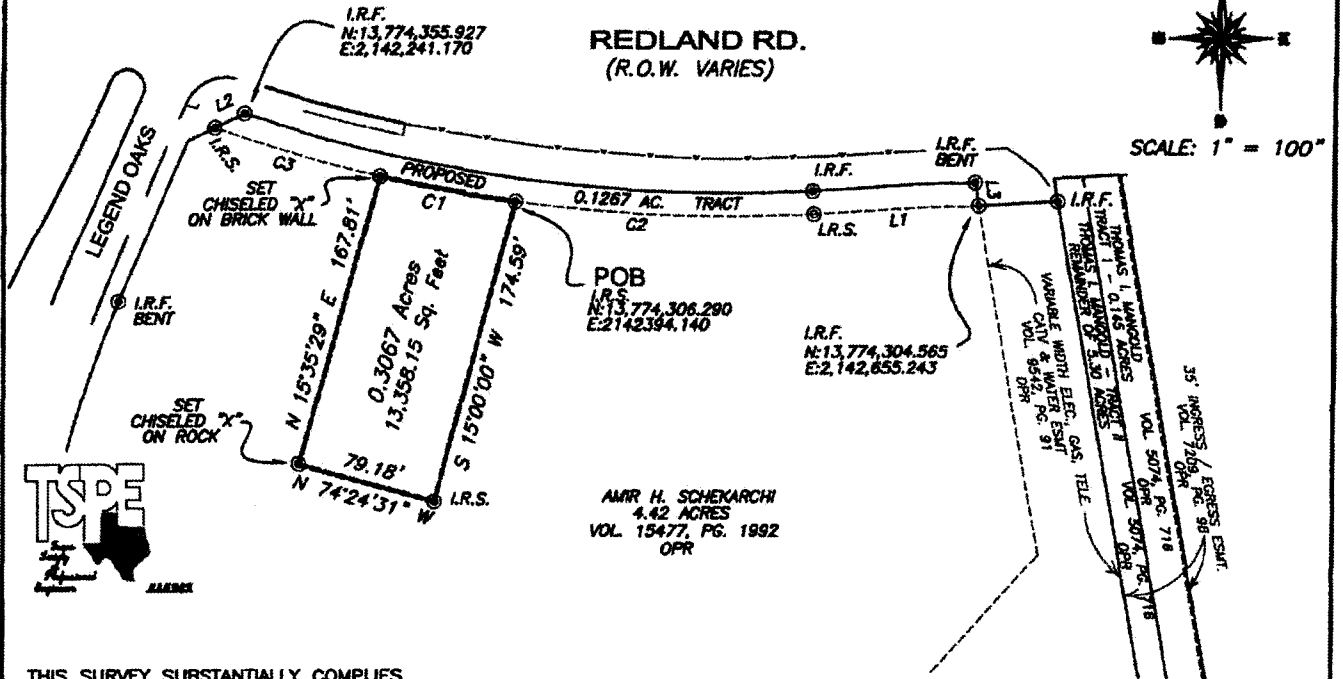 I.R.F.
N:13,774,355.927
E:2,142,241.170
REDLAND RD.
(R.O.W. VARIES)
SCALE: 1" = 100"
LEGEND OAKS
L2
I.R.S.
C3
SET
CHISELED "X"
ON BRICK WALL
PROPOSED
C1
0.1267 AC. TRACT
C2
I.R.F.
I.R.S.
I.R.F.
BENT
L3
L1
I.R.F.
I.R.F.
BENT
N 15°35'29" E 167.81'
0.3067 Acres
13,358.15 Sq. Feet
S 15°00'00" W 174.59'
POB
I.R.S.
N:13,774,306.290
E:2142394.140
I.R.F.
N:13,774,304.565
E:2,142,655.243
SET
CHISELED "X"
ON ROCK
79.18'
N 74°24'31" W
I.R.S.
AMIR H. SCHEKARCHI
4.42 ACRES
VOL. 15477, PG. 1992
OPR
VARIABLE WIDTH ELEC., GAS, TELE
CATV & WATER ESMT
VOL. 9542, PG. 91
DPR
THOMAS L. MANGOLD
TRACT I - 0.145 ACRES
VOL. 5074, PG. 718
OPR
THOMAS L. MANGOLD - TRACT II
REMAINDER OF 5.30 ACRES
VOL. 5074, PG. 718
OPR
35' INGRESS / EGRESS ESMT.
VOL. 7209, PG. 98
OPR
TSPE
Texas
Society
of
Professional
Engineers
THIS SURVEY SUBSTANTIALLY COMPLIES